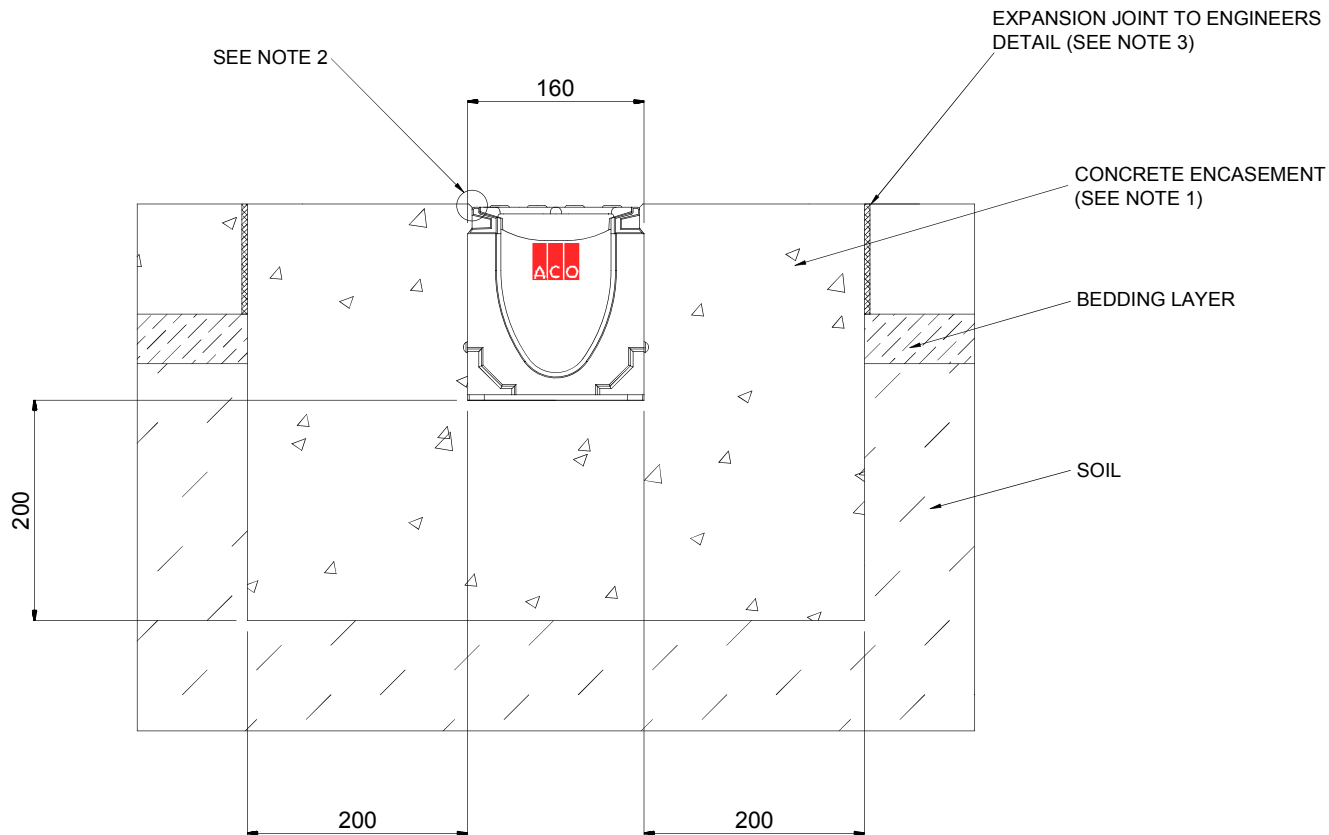 EXPANSION JOINT TO ENGINEERS
DETAIL (SEE NOTE 3)
SEE NOTE 2
160
CONCRETE ENCASEMENT
(SEE NOTE 1)
ACO
BEDDING LAYER
SOIL
200
200
200